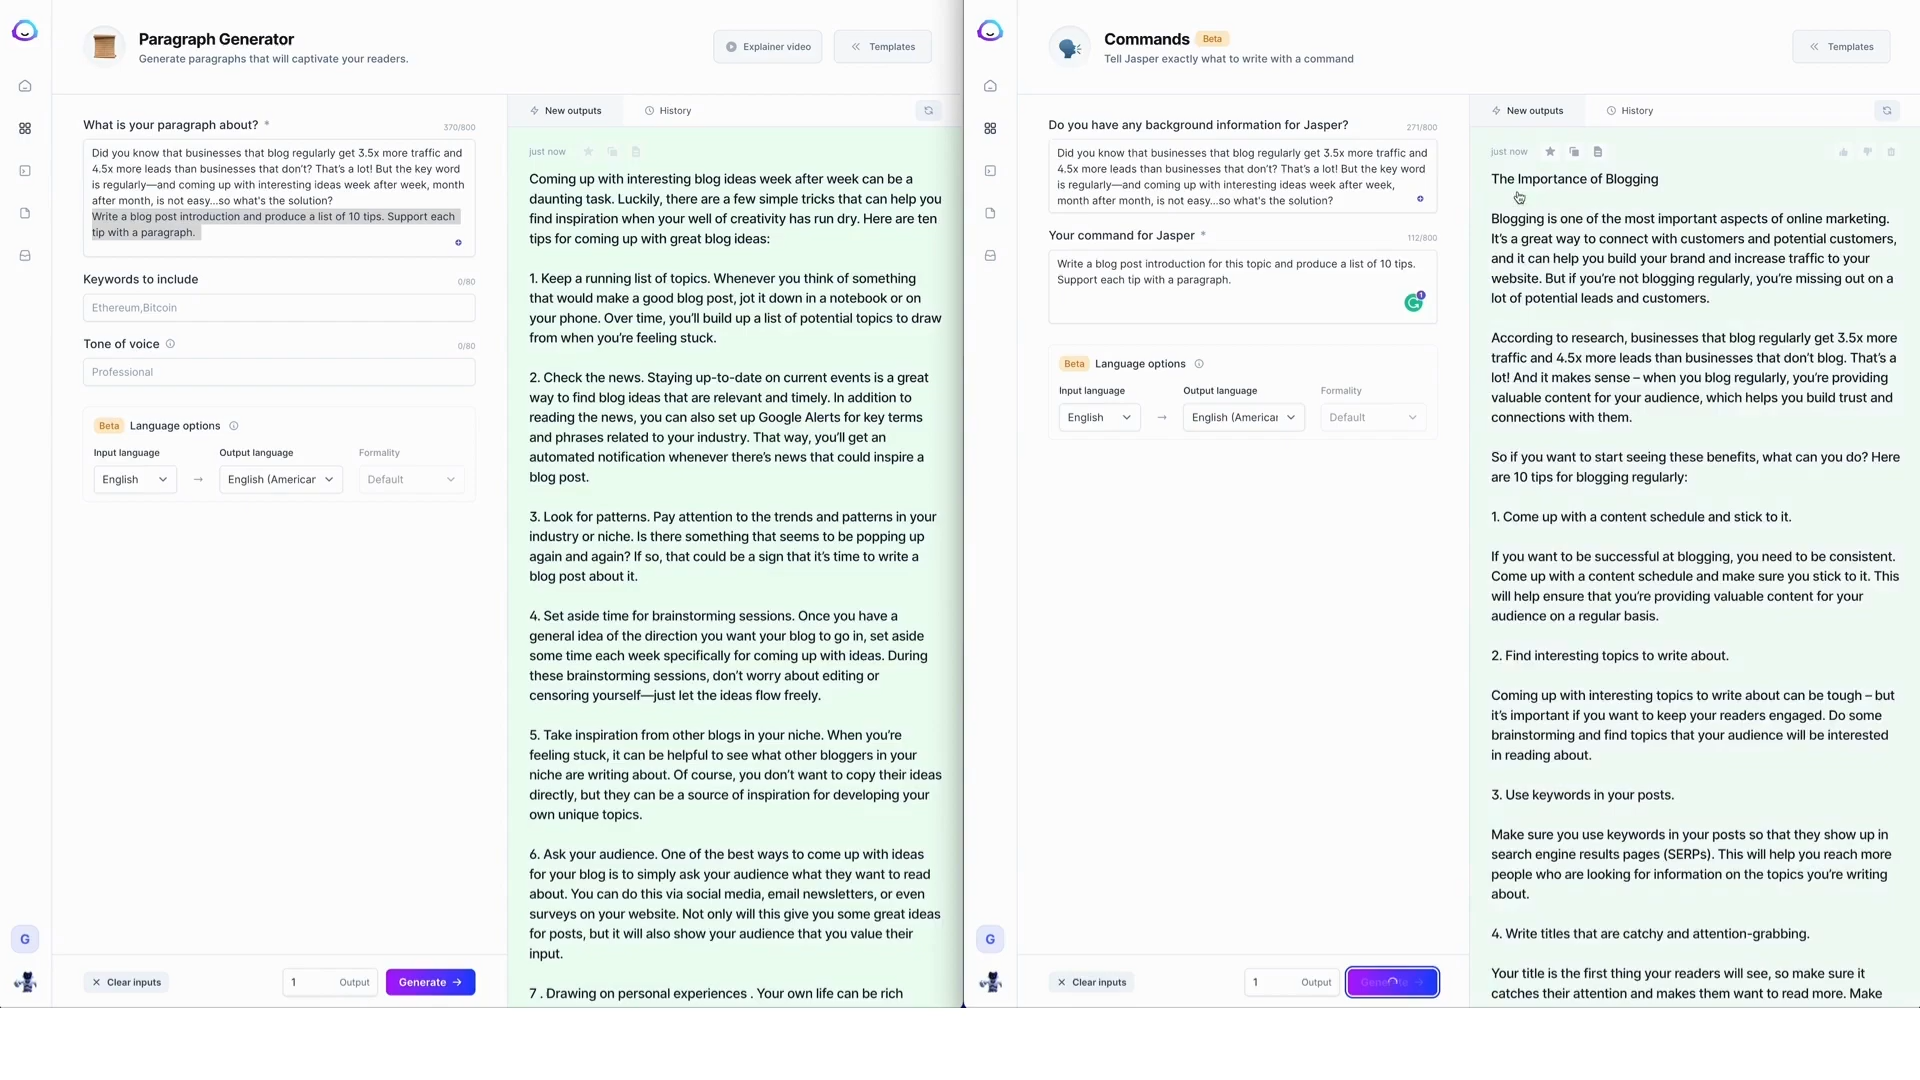 Paragraph Generator
Generate paragraphs that will captivate your readers.
Explainer video
Templates
What is your paragraph about? *
370/800
Did you know that businesses that blog regularly get 3.5x more traffic and
4.5x more leads than businesses that don't? That's a lot! But the key word
is regularly—and coming up with interesting ideas week after week, month
after month, is not easy...so what's the solution?
Write a blog post introduction and produce a list of 10 tips. Support each
tip with a paragraph.
Keywords to include
0/80
Ethereum,Bitcoin
Tone of voice
0/80
Professional
Beta Language options
Input language
Output language
Formality
English
→
English (American
Default
G
Clear inputs
1 Output
Generate →
New outputs
History
just now
Coming up with interesting blog ideas week after week can be a
daunting task. Luckily, there are a few simple tricks that can help you
find inspiration when your well of creativity has run dry. Here are ten
tips for coming up with great blog ideas:
1. Keep a running list of topics. Whenever you think of something
that would make a good blog post, jot it down in a notebook or on
your phone. Over time, you'll build up a list of potential topics to draw
from when you're feeling stuck.
2. Check the news. Staying up-to-date on current events is a great
way to find blog ideas that are relevant and timely. In addition to
reading the news, you can also set up Google Alerts for key terms
and phrases related to your industry. That way, you'll get an
automated notification whenever there's news that could inspire a
blog post.
3. Look for patterns. Pay attention to the trends and patterns in your
industry or niche. Is there something that seems to be popping up
again and again? If so, that could be a sign that it's time to write a
blog post about it.
4. Set aside time for brainstorming sessions. Once you have a
general idea of the direction you want your blog to go in, set aside
some time each week specifically for coming up with ideas. During
these brainstorming sessions, don't worry about editing or
censoring yourself—just let the ideas flow freely.
5. Take inspiration from other blogs in your niche. When you're
feeling stuck, it can be helpful to see what other bloggers in your
niche are writing about. Of course, you don't want to copy their ideas
directly, but they can be a source of inspiration for developing your
own unique topics.
6. Ask your audience. One of the best ways to come up with ideas
for your blog is to simply ask your audience what they want to read
about. You can do this via social media, email newsletters, or even
surveys on your website. Not only will this give you some great ideas
for posts, but it will also show your audience that you value their
input.
7 . Drawing on personal experiences . Your own life can be rich
Commands Beta
Tell Jasper exactly what to write with a command
Templates
Do you have any background information for Jasper?
271/800
Did you know that businesses that blog regularly get 3.5x more traffic and
4.5x more leads than businesses that don't? That's a lot! But the key word
is regularly—and coming up with interesting ideas week after week,
month after month, is not easy...so what's the solution?
Your command for Jasper *
112/800
Write a blog post introduction for this topic and produce a list of 10 tips.
Support each tip with a paragraph.
1
Beta Language options
Input language
Output language
Formality
English
→
English (American
Default
G
Clear inputs
1 Output
Generate →
New outputs
History
just now
The Importance of Blogging
Blogging is one of the most important aspects of online marketing.
It's a great way to connect with customers and potential customers,
and it can help you build your brand and increase traffic to your
website. But if you're not blogging regularly, you're missing out on a
lot of potential leads and customers.
According to research, businesses that blog regularly get 3.5x more
traffic and 4.5x more leads than businesses that don't blog. That's a
lot! And it makes sense – when you blog regularly, you're providing
valuable content for your audience, which helps you build trust and
connections with them.
So if you want to start seeing these benefits, what can you do? Here
are 10 tips for blogging regularly:
1. Come up with a content schedule and stick to it.
If you want to be successful at blogging, you need to be consistent.
Come up with a content schedule and make sure you stick to it. This
will help ensure that you're providing valuable content for your
audience on a regular basis.
2. Find interesting topics to write about.
Coming up with interesting topics to write about can be tough – but
it's important if you want to keep your readers engaged. Do some
brainstorming and find topics that your audience will be interested
in reading about.
3. Use keywords in your posts.
Make sure you use keywords in your posts so that they show up in
search engine results pages (SERPs). This will help you reach more
people who are looking for information on the topics you're writing
about.
4. Write titles that are catchy and attention-grabbing.
Your title is the first thing your readers will see, so make sure it
catches their attention and makes them want to read more. Make